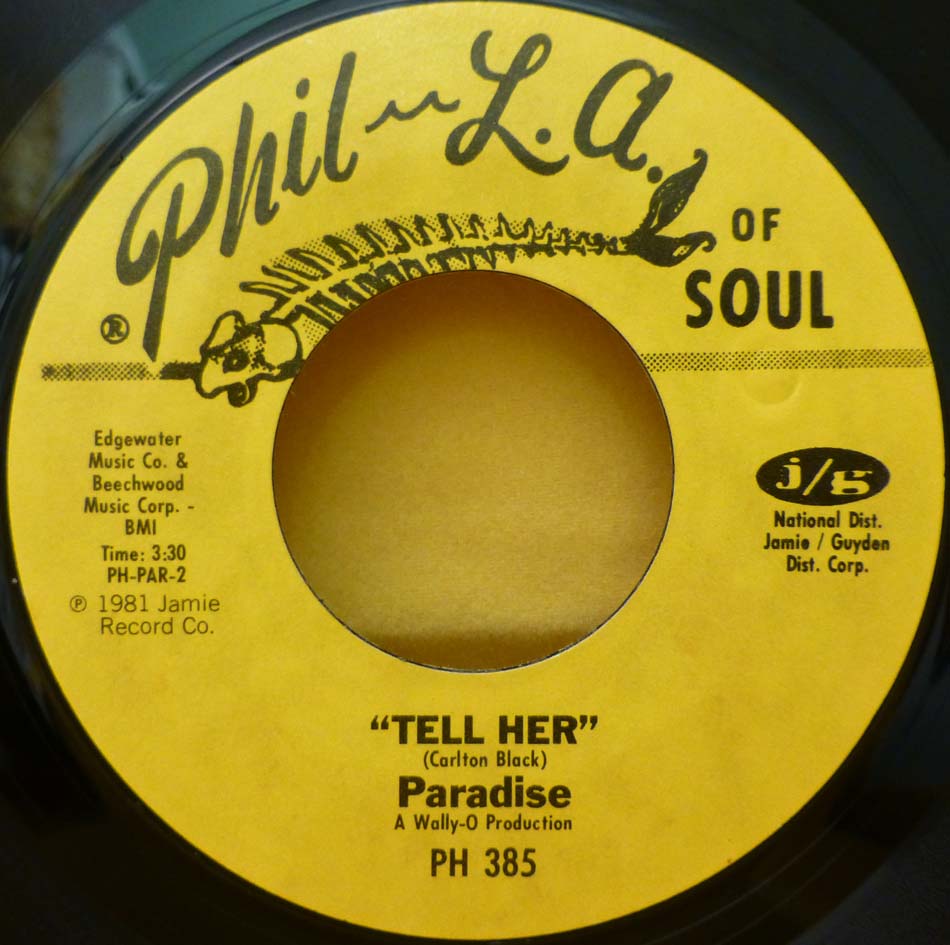 Phil-L.A.
OF
SOUL
®
Edgewater
Music Co. &
Beechwood
Music Corp. -
BMI
Time: 3:30
PH-PAR-2
℗ 1981 Jamie
Record Co.
j/g
National Dist.
Jamie / Guyden
Dist. Corp.
“TELL HER”
(Carlton Black)
Paradise
A Wally-O Production
PH 385